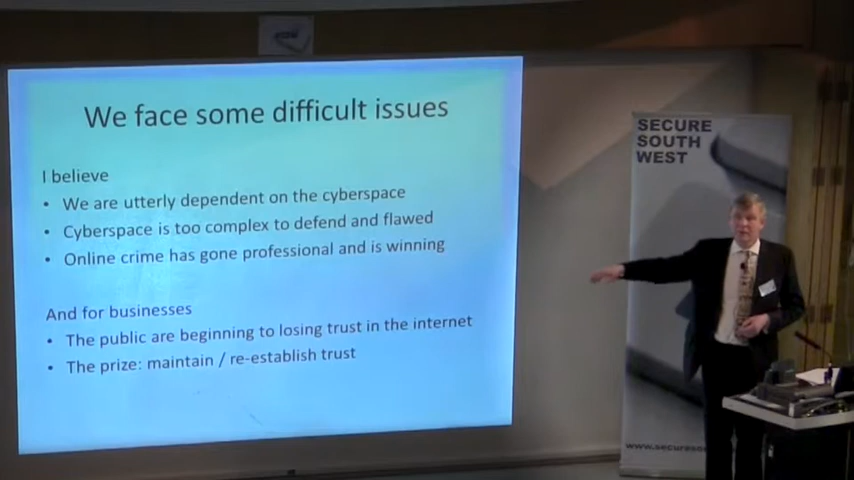 We face some difficult issues
I believe
• We are utterly dependent on the cyberspace
• Cyberspace is too complex to defend and flawed
• Online crime has gone professional and is winning
And for businesses
• The public are beginning to losing trust in the internet
• The prize: maintain / re-establish trust
SECURE
SOUTH
WEST